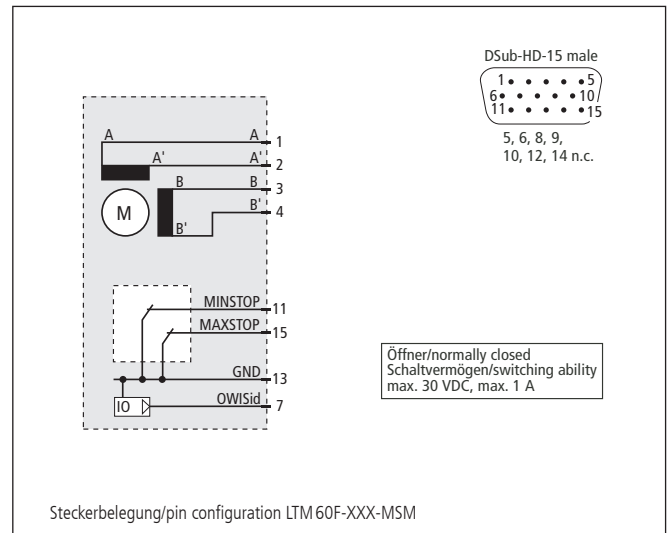 DSub-HD-15 male
1 5
6 10
11 15
5, 6, 8, 9,
10, 12, 14 n.c.
A A 1
A' A' 2
B B 3
B' 4
M
B'
MINSTOP 11
MAXSTOP 15
GND 13
IO OWISid 7
Öffner/normally closed
Schaltvermögen/switching ability
max. 30 VDC, max. 1 A
Steckerbelegung/pin configuration LTM 60F-XXX-MSM